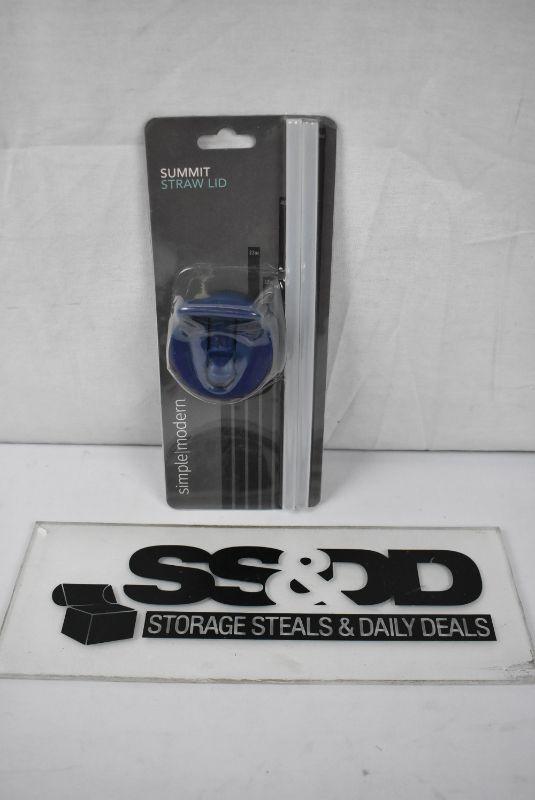 SUMMIT
STRAW LID
simple|modern
SS&DD
STORAGE STEALS & DAILY DEALS